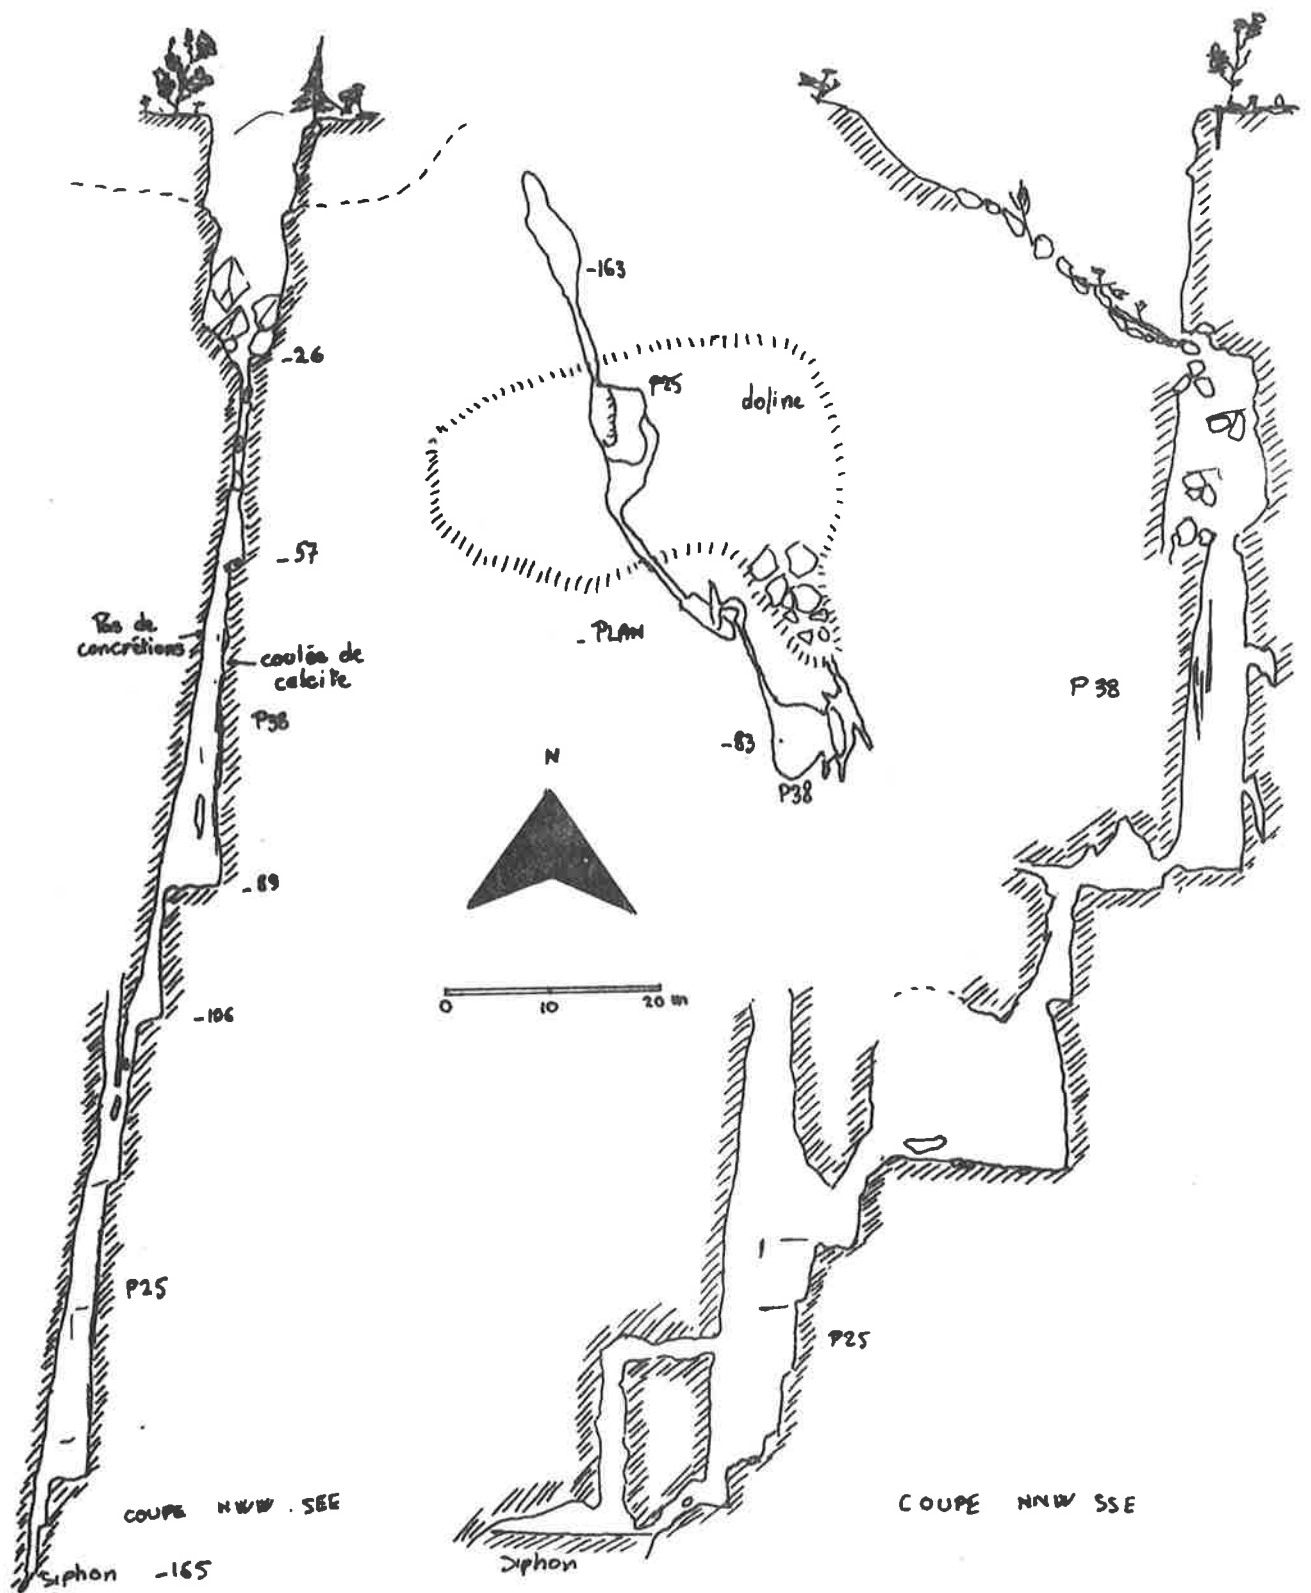 -26
-57
Pas de
concrétions
coulée de
calcite
P38
-89
-106
P25
COUPE NWW . SEE
Siphon -165
-163
P25
doline
- PLAN
-83
P38
N
0 10 20 m
P38
P25
Siphon
COUPE NNW SSE